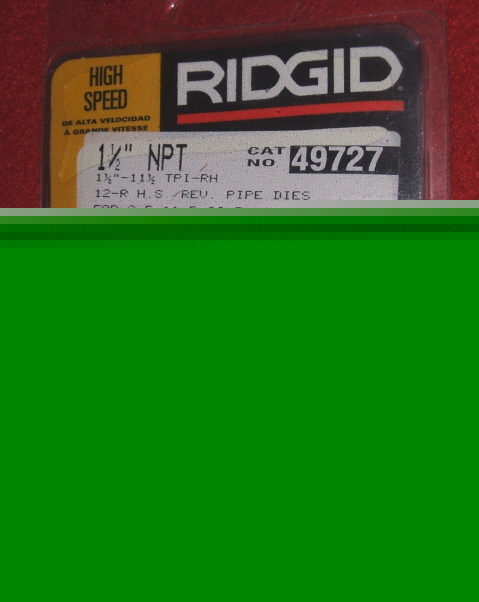 HIGH
SPEED
DE ALTA VELOCIDAD
À GRANDE VITESSE
RIDGID
1½" NPT
CAT
NO 49727
1½"-11½ TPI-RH
12-R H.S./REV. PIPE DIES